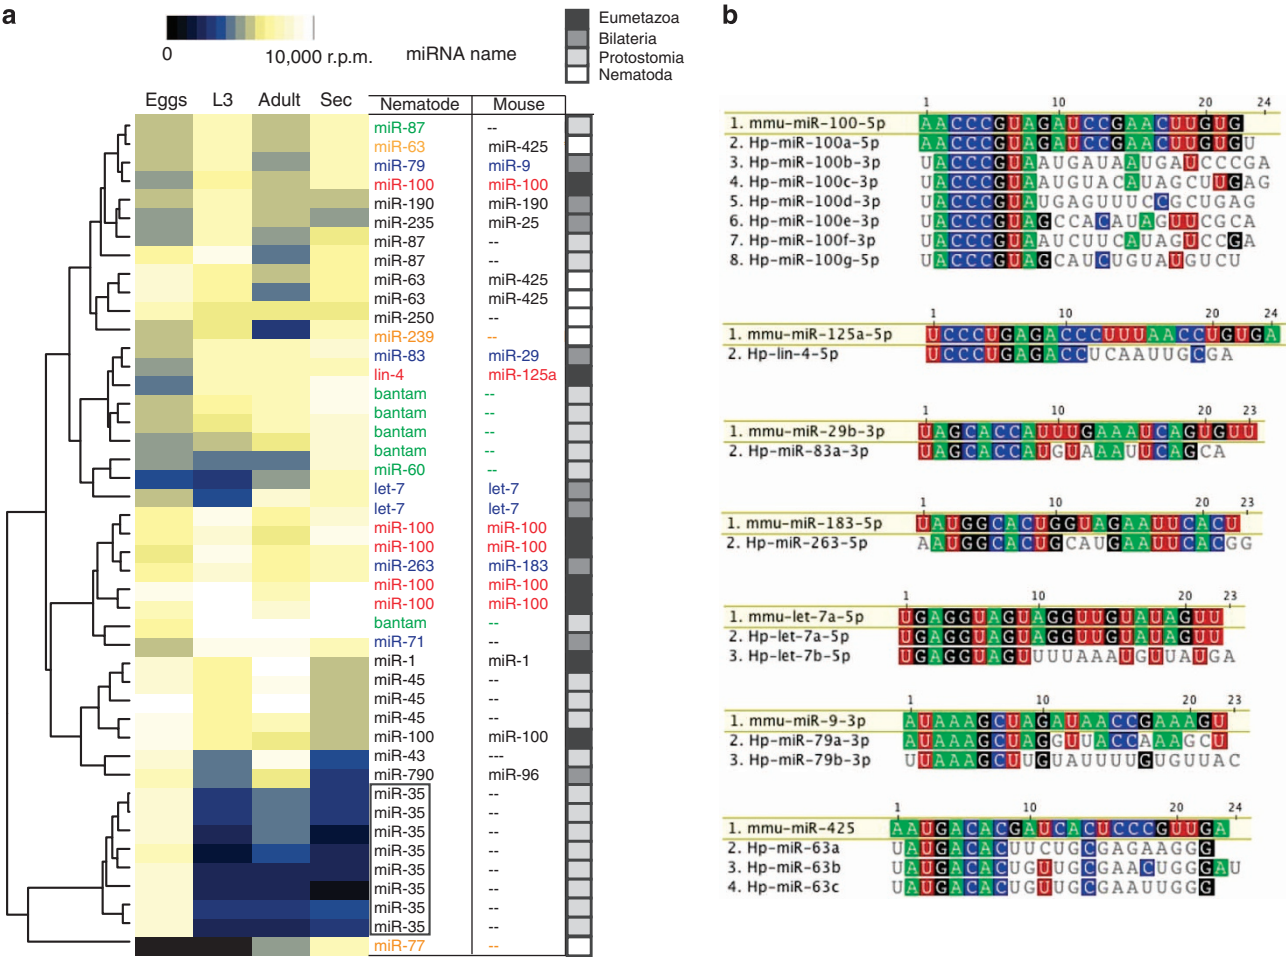 a
0
10,000 r.p.m.
miRNA name
Eumetazoa
Bilateria
Protostomia
Nematoda
Eggs L3 Adult Sec Nematode Mouse
miR-87 --
miR-63 miR-425
miR-79 miR-9
miR-100 miR-100
miR-190 miR-190
miR-235 miR-25
miR-87 --
miR-87 --
miR-63 miR-425
miR-63 miR-425
miR-250 --
miR-239 --
miR-83 miR-29
lin-4 miR-125a
bantam --
bantam --
bantam --
bantam --
miR-60 --
let-7 let-7
let-7 let-7
miR-100 miR-100
miR-100 miR-100
miR-263 miR-183
miR-100 miR-100
miR-100 miR-100
bantam --
miR-71 --
miR-1 miR-1
miR-45 --
miR-45 --
miR-45 --
miR-100 miR-100
miR-43 ---
miR-790 miR-96
miR-35 --
miR-35 --
miR-35 --
miR-35 --
miR-35 --
miR-35 --
miR-35 --
miR-35 --
miR-77 --
b
1 10 20 24
1. mmu-miR-100-5p AACCCGUAGAUCCGAACUUGUG
2. Hp-miR-100a-5p AACCCGUAGAUCCGAACUUGUGU
3. Hp-miR-100b-3p UACCCGUAAUGAUAAUGAUCCCGA
4. Hp-miR-100c-3p UACCCGUAAUGUACAUAGCUUGAG
5. Hp-miR-100d-3p UACCCGUAUGAGUUUCCGCUGAG
6. Hp-miR-100e-3p UACCCGUAGCCACAUAGUUCGCA
7. Hp-miR-100f-3p UACCCGUAAUCUUCAUAGUCCGA
8. Hp-miR-100g-5p UACCCGUAGCAUCUGUAUGUCU
1 10 20 24
1. mmu-miR-125a-5p UCCCUGAGACCCUUUAACCUGUGA
2. Hp-lin-4-5p UCCCUGAGACCUCAAUUGCGA
1 10 20 23
1. mmu-miR-29b-3p UAGCACCAUUUGAAAUCAGUGUU
2. Hp-miR-83a-3p UAGCACCAUGUAAAUUCAGCA
1 10 20 23
1. mmu-miR-183-5p UAUGGCACUGGUAGAAUUCACU
2. Hp-miR-263-5p AAUGGCACUGCAUGAAUUCACGG
1 10 20 23
1. mmu-let-7a-5p UGAGGUAGUAGGUUGUAUAGUU
2. Hp-let-7a-5p UGAGGUAGUAGGUUGUAUAGUU
3. Hp-let-7b-5p UGAGGUAGUUUUAAAUGUUAUGA
1 10 20 23
1. mmu-miR-9-3p AUAAAGCUAGAUAACCGAAAGU
2. Hp-miR-79a-3p AUAAAGCUAGGUUACCAAAGCU
3. Hp-miR-79b-3p UUAAAGCUUGUAUUUUGUGUUAC
1 10 20 24
1. mmu-miR-425 AAUGACACGAUCACUCCCGUUGA
2. Hp-miR-63a UAUGACACUUCUGCGAGAAGGG
3. Hp-miR-63b UAUGACACUGUUGCGAACUGGGAU
4. Hp-miR-63c UAUGACACUGUUGCGAAUUGGG